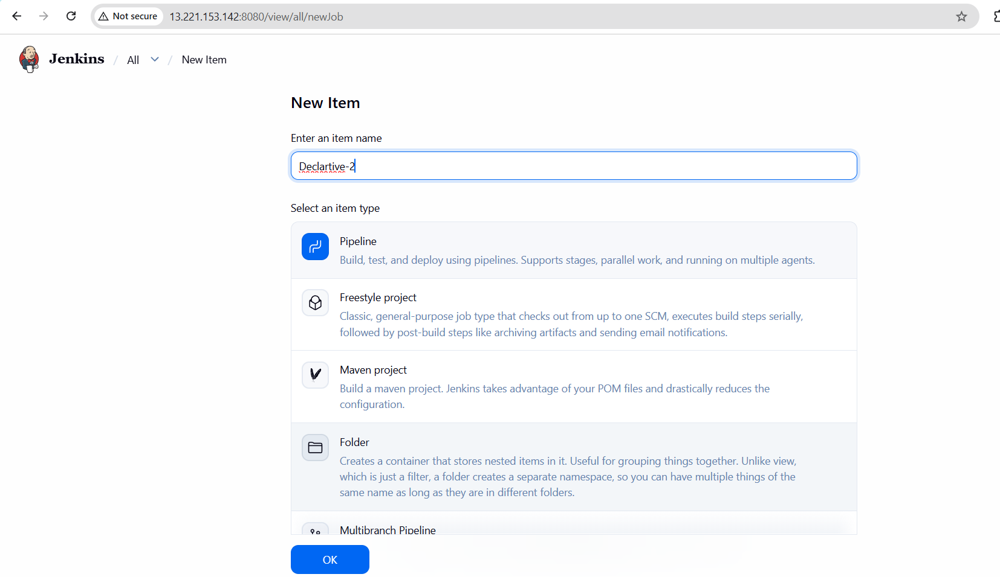 Not secure 13.221.153.142:8080/view/all/newJob
Jenkins / All / New Item
New Item
Enter an item name
Declartive-2
Select an item type
Pipeline
Build, test, and deploy using pipelines. Supports stages, parallel work, and running on multiple agents.
Freestyle project
Classic, general-purpose job type that checks out from up to one SCM, executes build steps serially,
followed by post-build steps like archiving artifacts and sending email notifications.
Maven project
Build a maven project. Jenkins takes advantage of your POM files and drastically reduces the
configuration.
Folder
Creates a container that stores nested items in it. Useful for grouping things together. Unlike view,
which is just a filter, a folder creates a separate namespace, so you can have multiple things of the
same name as long as they are in different folders.
Multibranch Pipeline
OK